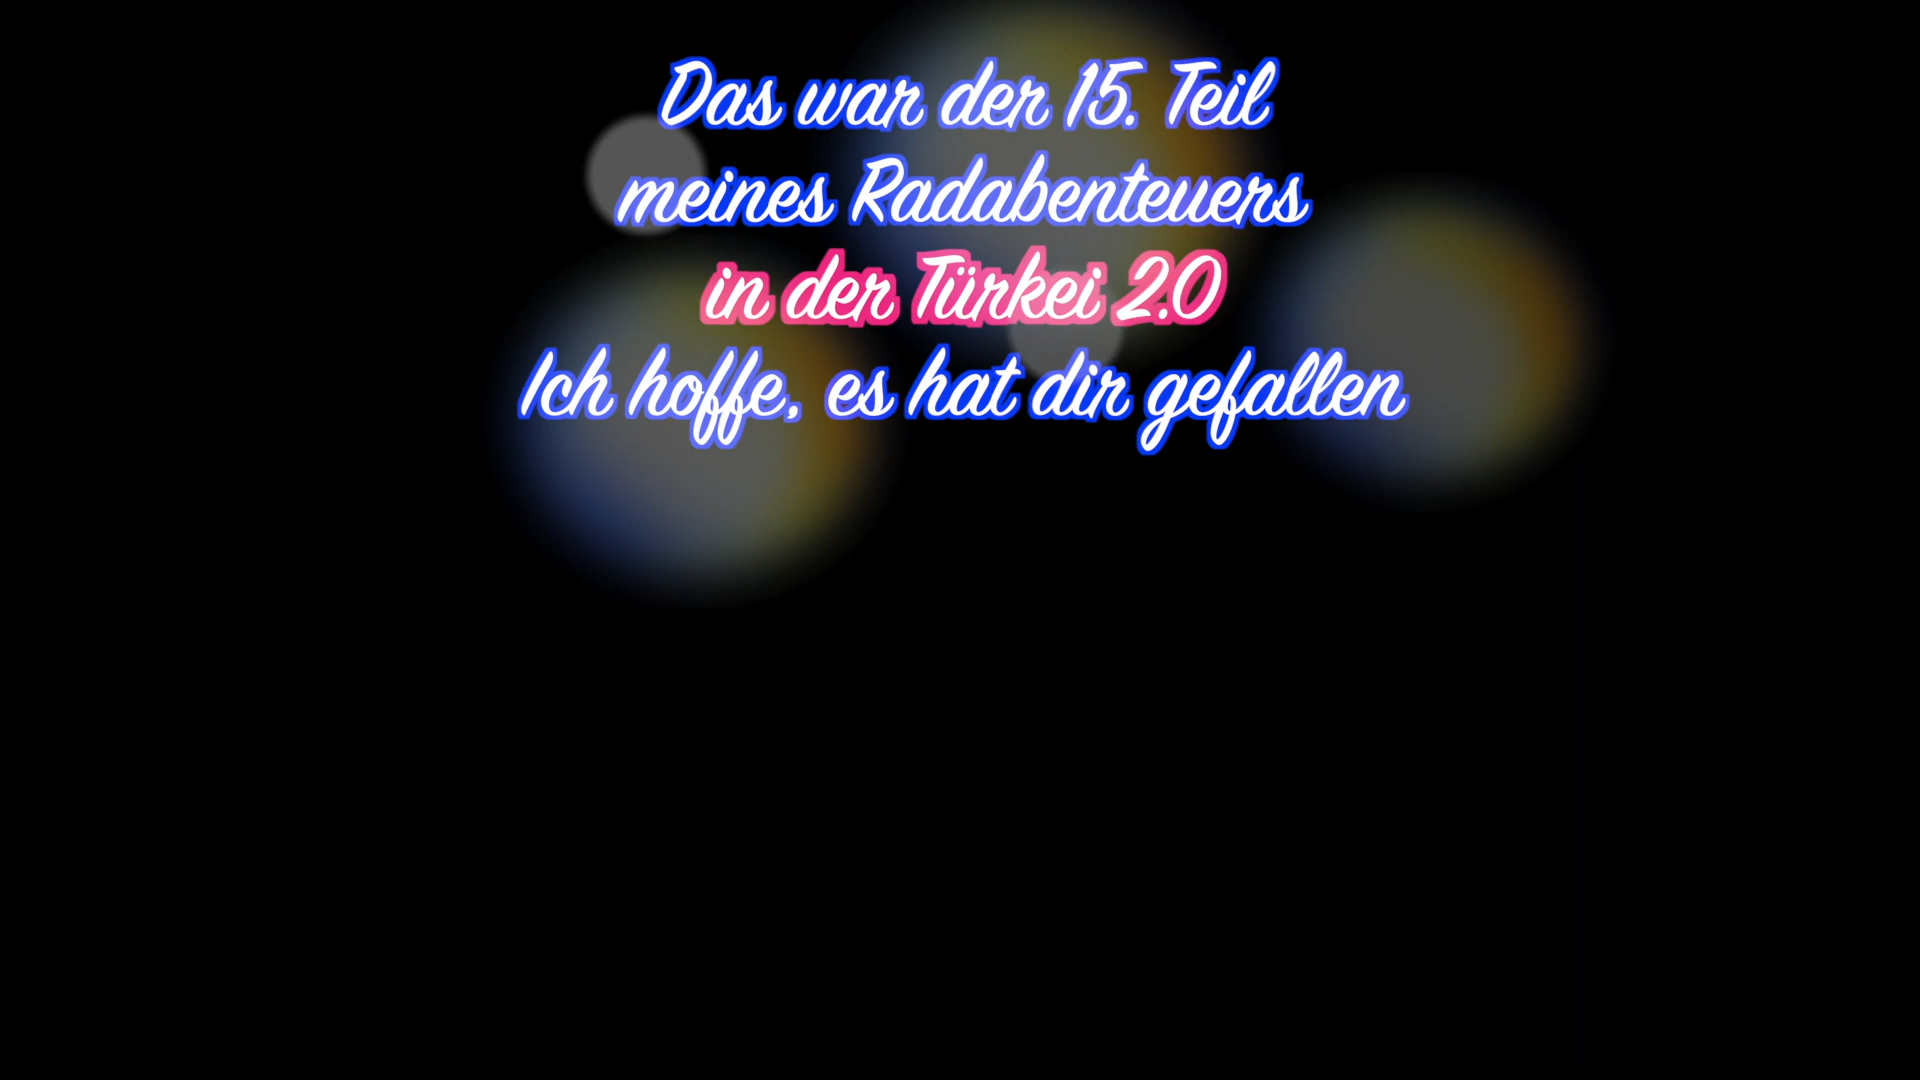 Das war der 15. Teil
meines Radabenteuers
in der Türkei 2.0
Ich hoffe, es hat dir gefallen